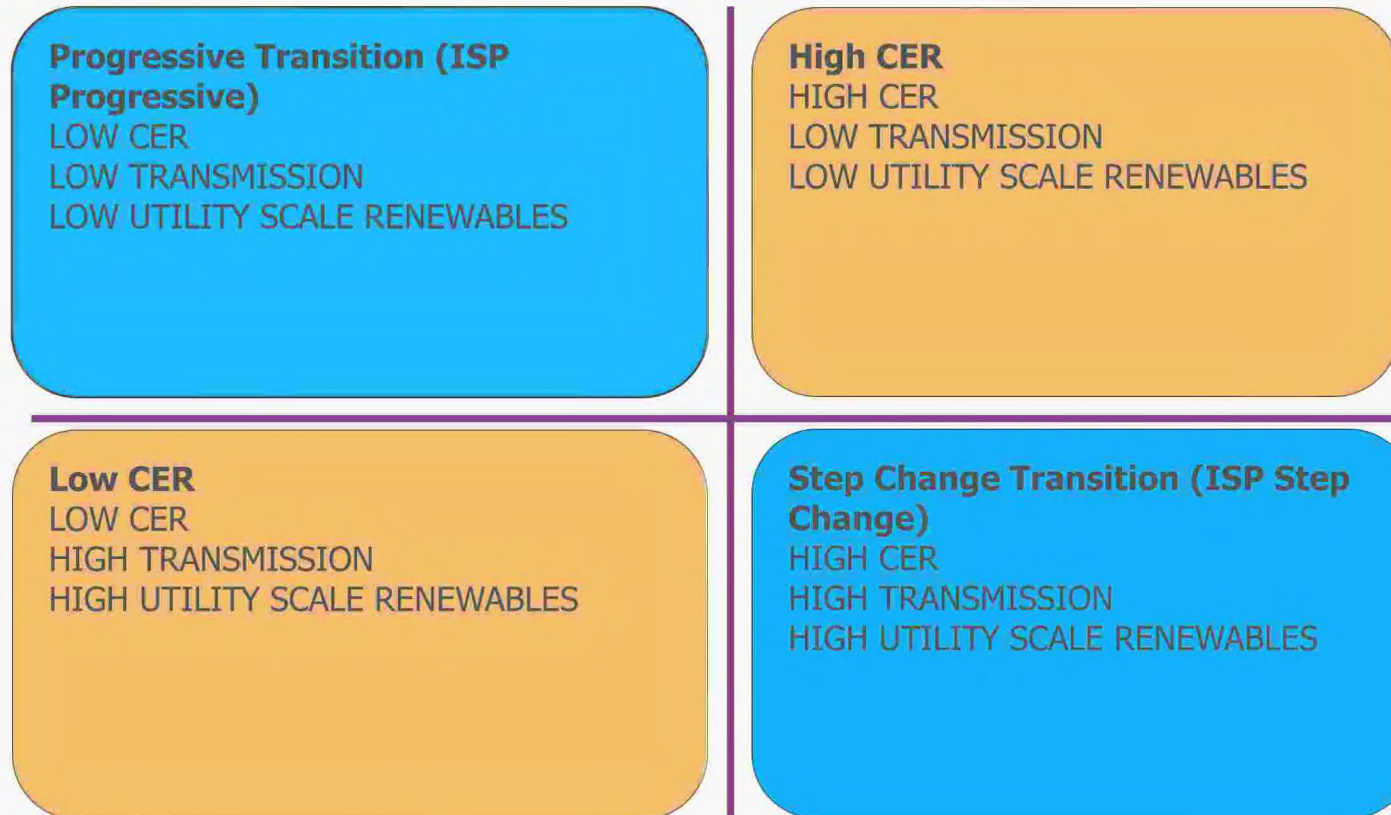 Progressive Transition (ISP
Progressive)
LOW CER
LOW TRANSMISSION
LOW UTILITY SCALE RENEWABLES
High CER
HIGH CER
LOW TRANSMISSION
LOW UTILITY SCALE RENEWABLES
Low CER
LOW CER
HIGH TRANSMISSION
HIGH UTILITY SCALE RENEWABLES
Step Change Transition (ISP Step
Change)
HIGH CER
HIGH TRANSMISSION
HIGH UTILITY SCALE RENEWABLES